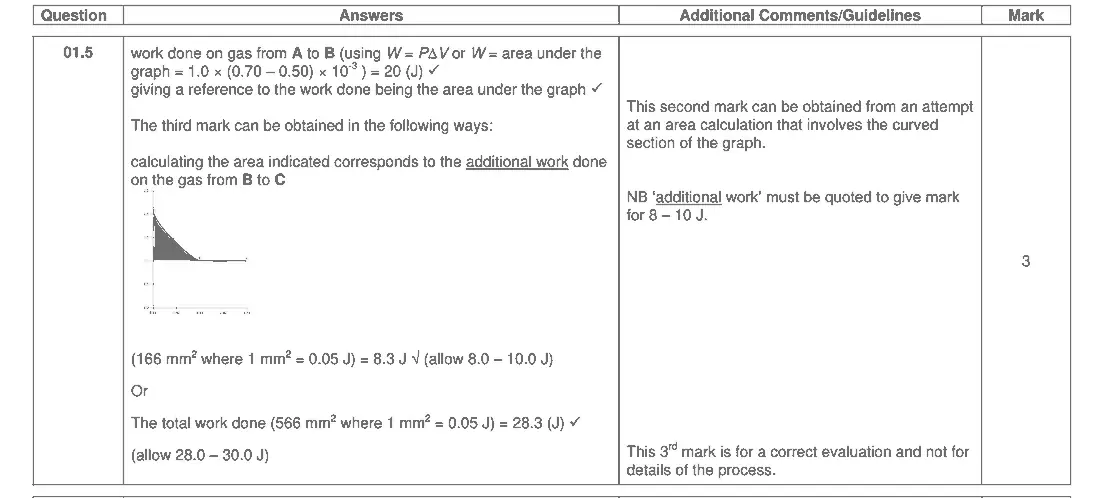 Question Answers Additional Comments/Guidelines Mark
01.5
work done on gas from A to B (using W = PΔV or W = area under the
graph = 1.0 × (0.70 – 0.50) × 10⁻³ ) = 20 (J) ✓
giving a reference to the work done being the area under the graph ✓
The third mark can be obtained in the following ways:
calculating the area indicated corresponds to the additional work done
on the gas from B to C
(166 mm² where 1 mm² = 0.05 J) = 8.3 J √ (allow 8.0 – 10.0 J)
Or
The total work done (566 mm² where 1 mm² = 0.05 J) = 28.3 (J) ✓
(allow 28.0 – 30.0 J)
This second mark can be obtained from an attempt
at an area calculation that involves the curved
section of the graph.
NB ‘additional work’ must be quoted to give mark
for 8 – 10 J.
This 3rd mark is for a correct evaluation and not for
details of the process.
3